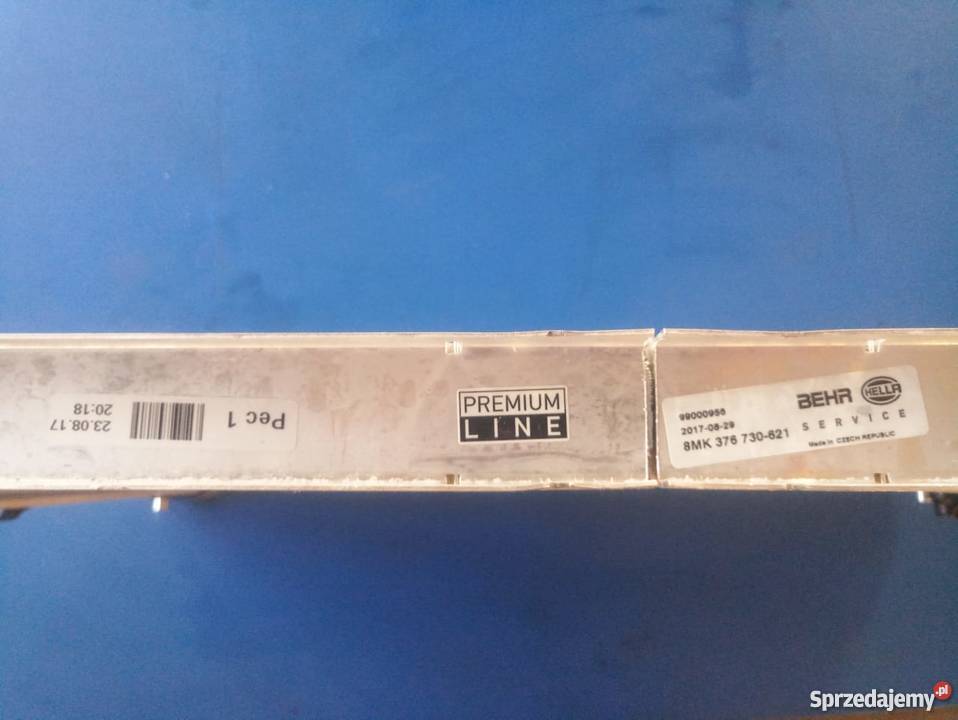 Pec 1
23.08.17
20:18
PREMIUM
LINE
99000956
2017-08-29
8MK 376 730-621
BEHR HELLA
SERVICE
Made in CZECH REPUBLIC
Sprzedajemy.pl